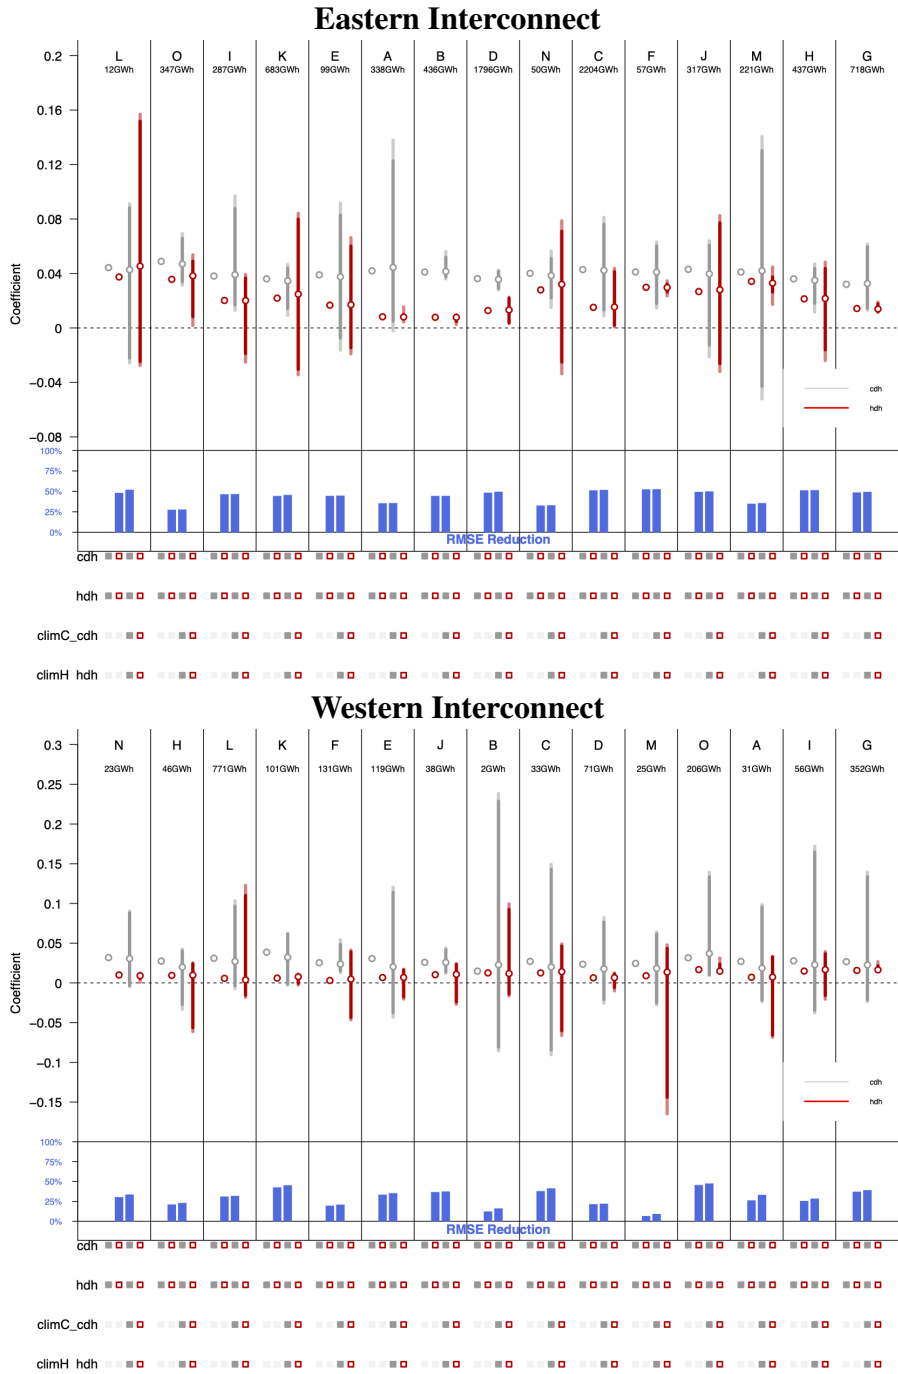 Eastern Interconnect
L O I K E A B D N C F J M H G
12GWh 347GWh 287GWh 683GWh 99GWh 338GWh 436GWh 1796GWh 50GWh 2204GWh 57GWh 317GWh 221GWh 437GWh 718GWh
0.2
0.16
0.12
0.08
0.04
0
−0.04
−0.08
Coefficient
cdh
hdh
100%
75%
50%
25%
0%
RMSE Reduction
cdh
hdh
climC_cdh
climH hdh
Western Interconnect
N H L K F E J B C D M O A I G
23GWh 46GWh 771GWh 101GWh 131GWh 119GWh 38GWh 2GWh 33GWh 71GWh 25GWh 206GWh 31GWh 56GWh 352GWh
0.3
0.25
0.2
0.15
0.1
0.05
0
−0.05
−0.1
−0.15
Coefficient
cdh
hdh
100%
75%
50%
25%
0%
RMSE Reduction
cdh
hdh
climC_cdh
climH hdh